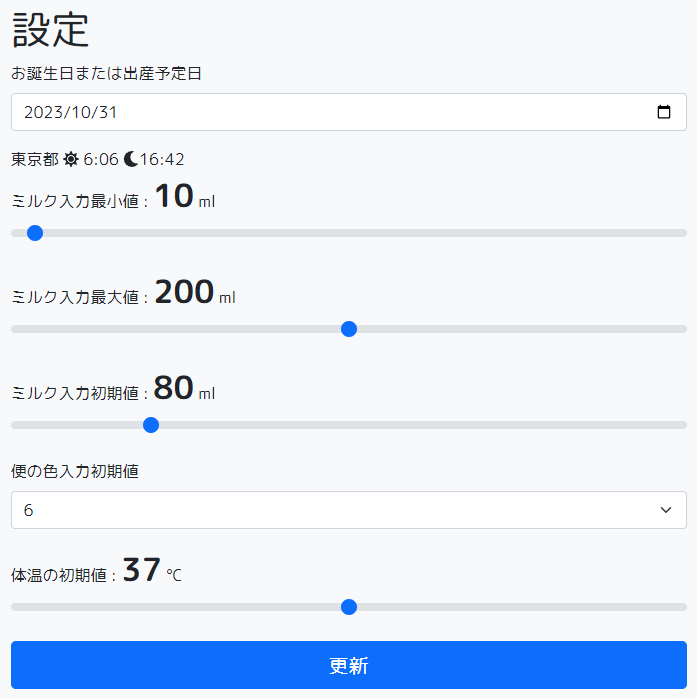 設定
お誕生日または出産予定日
2023/10/31
東京都 6:06 16:42
ミルク入力最小値 : 10 ml
ミルク入力最大値 : 200 ml
ミルク入力初期値 : 80 ml
便の色入力初期値
6
体温の初期値 : 37 ℃
更新